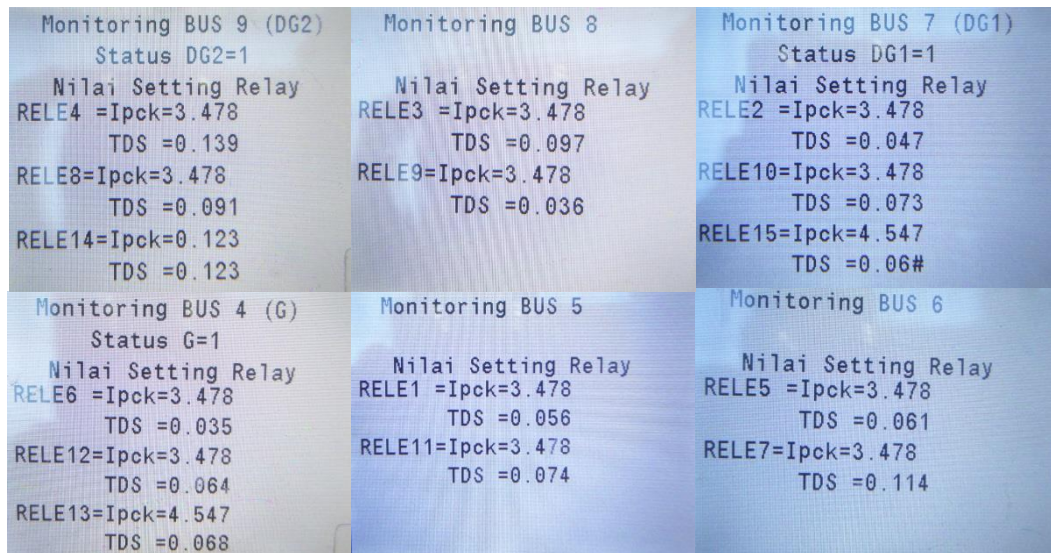 Monitoring BUS 9 (DG2)
Status DG2=1
Nilai Setting Relay
RELE4 =Ipck=3.478
TDS =0.139
RELE8=Ipck=3.478
TDS =0.091
RELE14=Ipck=0.123
TDS =0.123
Monitoring BUS 8
Nilai Setting Relay
RELE3 =Ipck=3.478
TDS =0.097
RELE9=Ipck=3.478
TDS =0.036
Monitoring BUS 7 (DG1)
Status DG1=1
Nilai Setting Relay
RELE2 =Ipck=3.478
TDS =0.047
RELE10=Ipck=3.478
TDS =0.073
RELE15=Ipck=4.547
TDS =0.06#
Monitoring BUS 4 (G)
Status G=1
Nilai Setting Relay
RELE6 =Ipck=3.478
TDS =0.035
RELE12=Ipck=3.478
TDS =0.064
RELE13=Ipck=4.547
TDS =0.068
Monitoring BUS 5
Nilai Setting Relay
RELE1 =Ipck=3.478
TDS =0.056
RELE11=Ipck=3.478
TDS =0.074
Monitoring BUS 6
Nilai Setting Relay
RELE5 =Ipck=3.478
TDS =0.061
RELE7=Ipck=3.478
TDS =0.114